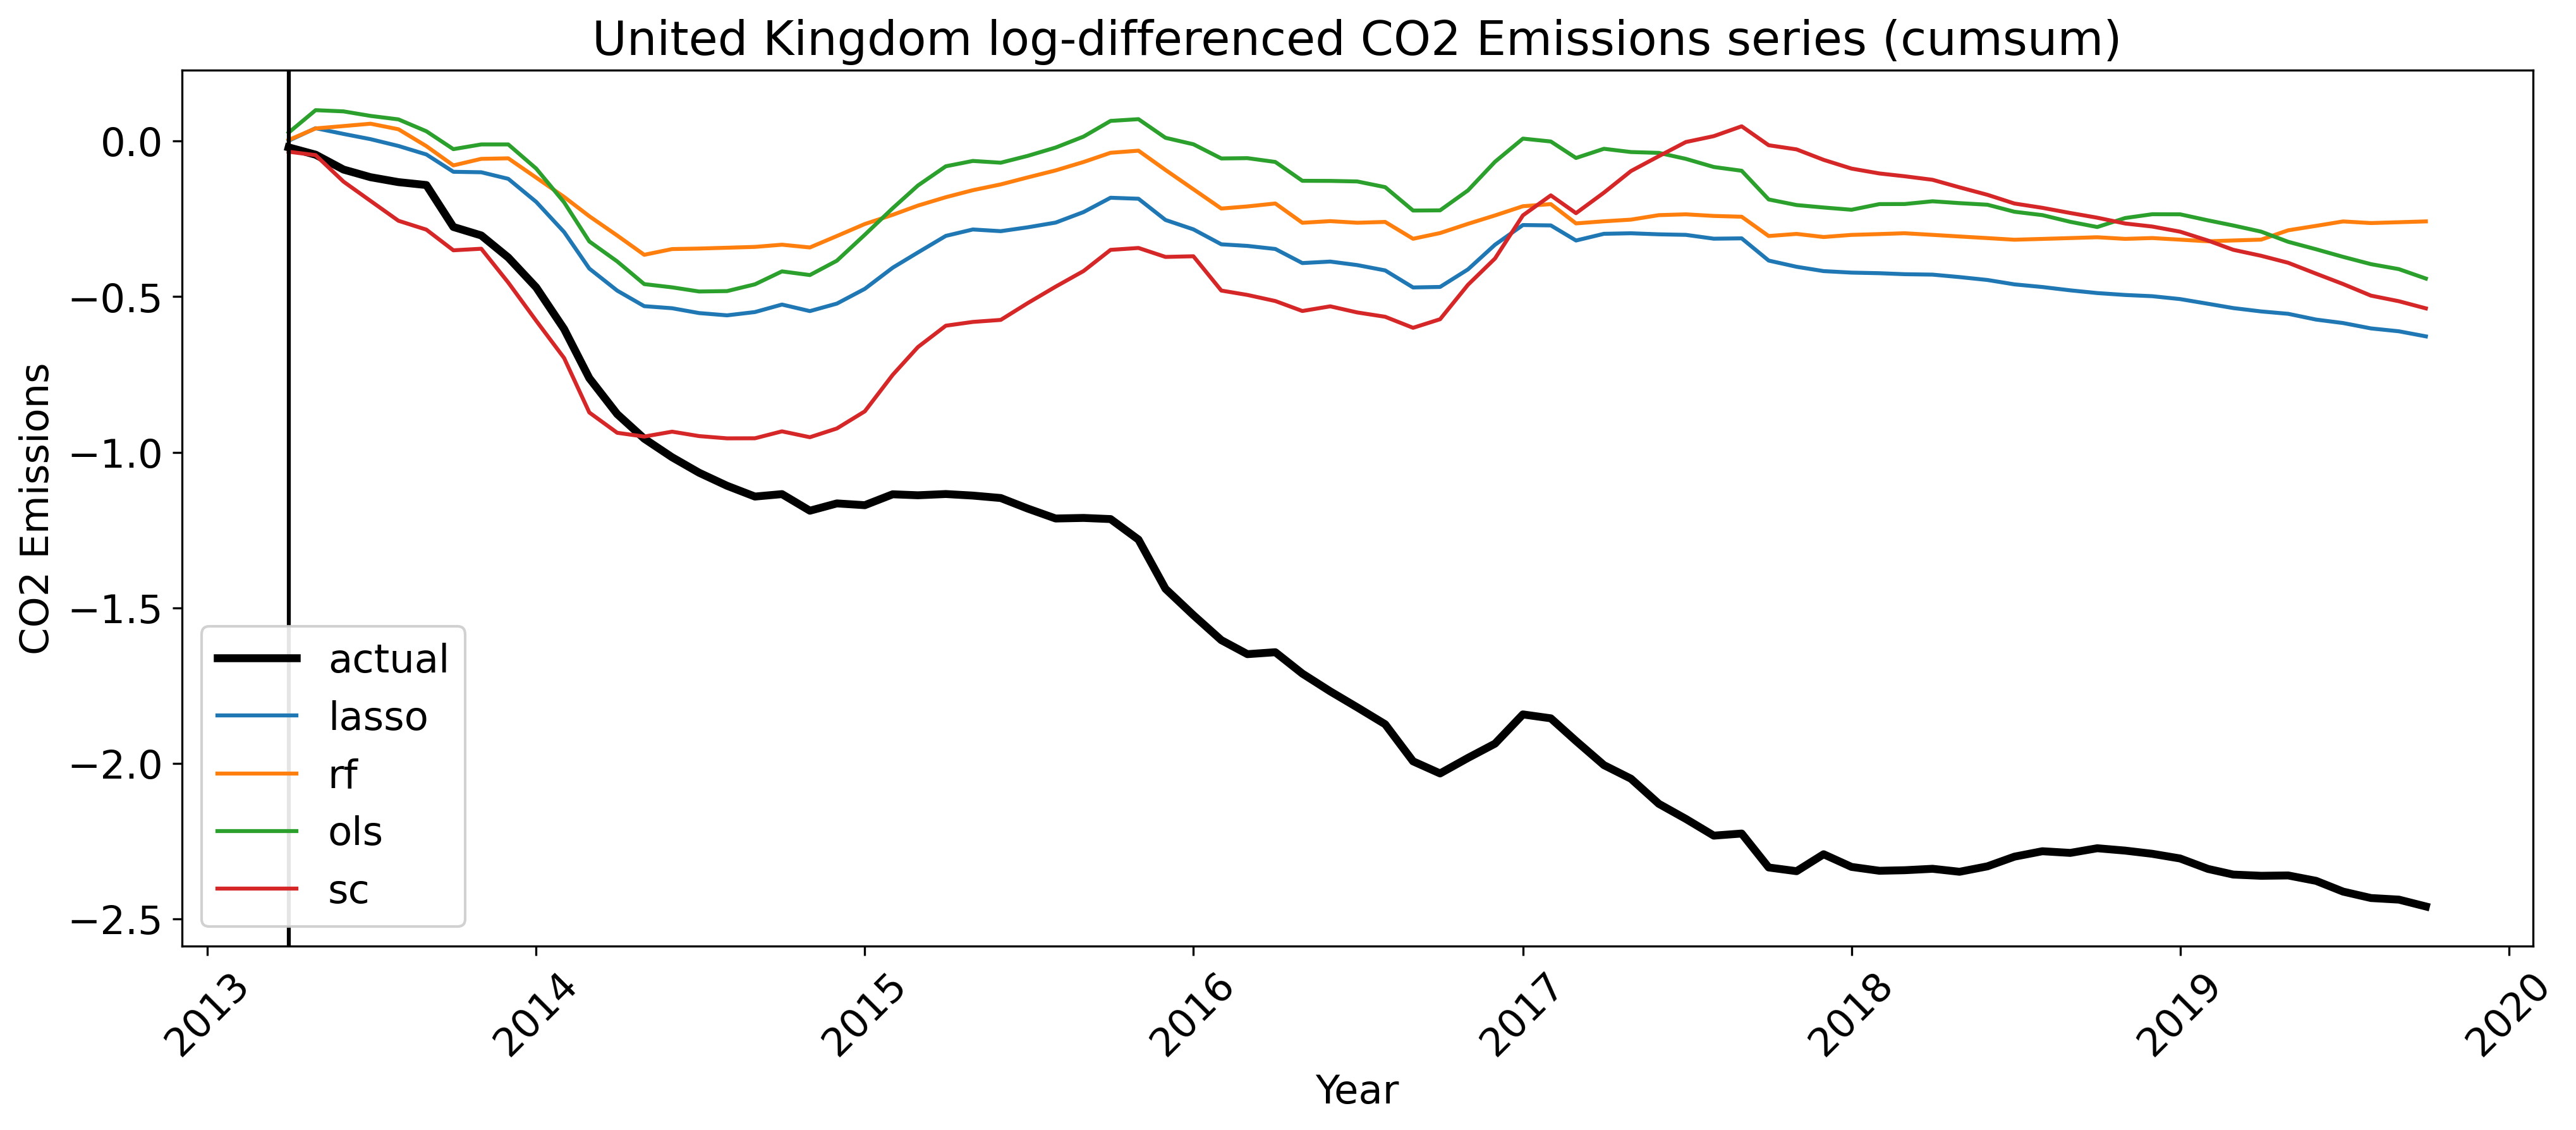 United Kingdom log-differenced CO2 Emissions series (cumsum)
CO2 Emissions
0.0
−0.5
−1.0
−1.5
−2.0
−2.5
actual
lasso
rf
ols
sc
2013
2014
2015
2016
2017
2018
2019
2020
Year